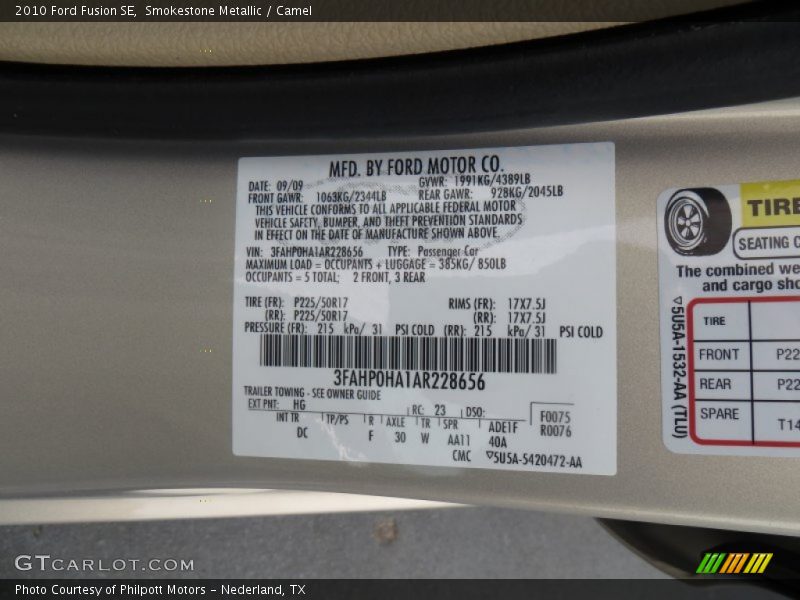 2010 Ford Fusion SE, Smokestone Metallic / Camel
MFD. BY FORD MOTOR CO.
DATE: 09/09 GVWR: 1991KG/4389LB
FRONT GAWR: 1063KG/2344LB REAR GAWR: 928KG/2045LB
THIS VEHICLE CONFORMS TO ALL APPLICABLE FEDERAL MOTOR
VEHICLE SAFETY, BUMPER, AND THEFT PREVENTION STANDARDS
IN EFFECT ON THE DATE OF MANUFACTURE SHOWN ABOVE.
VIN: 3FAHP0HA1AR228656 TYPE: Passenger Car
MAXIMUM LOAD = OCCUPANTS + LUGGAGE = 385KG/ 850LB
OCCUPANTS = 5 TOTAL; 2 FRONT, 3 REAR
TIRE (FR): P225/50R17 RIMS (FR): 17X7.5J
(RR): P225/50R17 (RR): 17X7.5J
PRESSURE (FR): 215 kPa/ 31 PSI COLD (RR): 215 kPa/ 31 PSI COLD
3FAHP0HA1AR228656
TRAILER TOWING - SEE OWNER GUIDE
EXT PNT: HG RC: 23 DSO: F0075
INT TR TP/PS R AXLE TR SPR ADE1F R0076
DC F 30 W AA11 40A
CMC ▽5U5A-5420472-AA
TIRE
SEATING
The combined
and cargo
TIRE
FRONT P22
REAR P22
SPARE T14
▽5U5A-1532-AA (TLU)
GTCARLOT.COM
Photo Courtesy of Philpott Motors - Nederland, TX